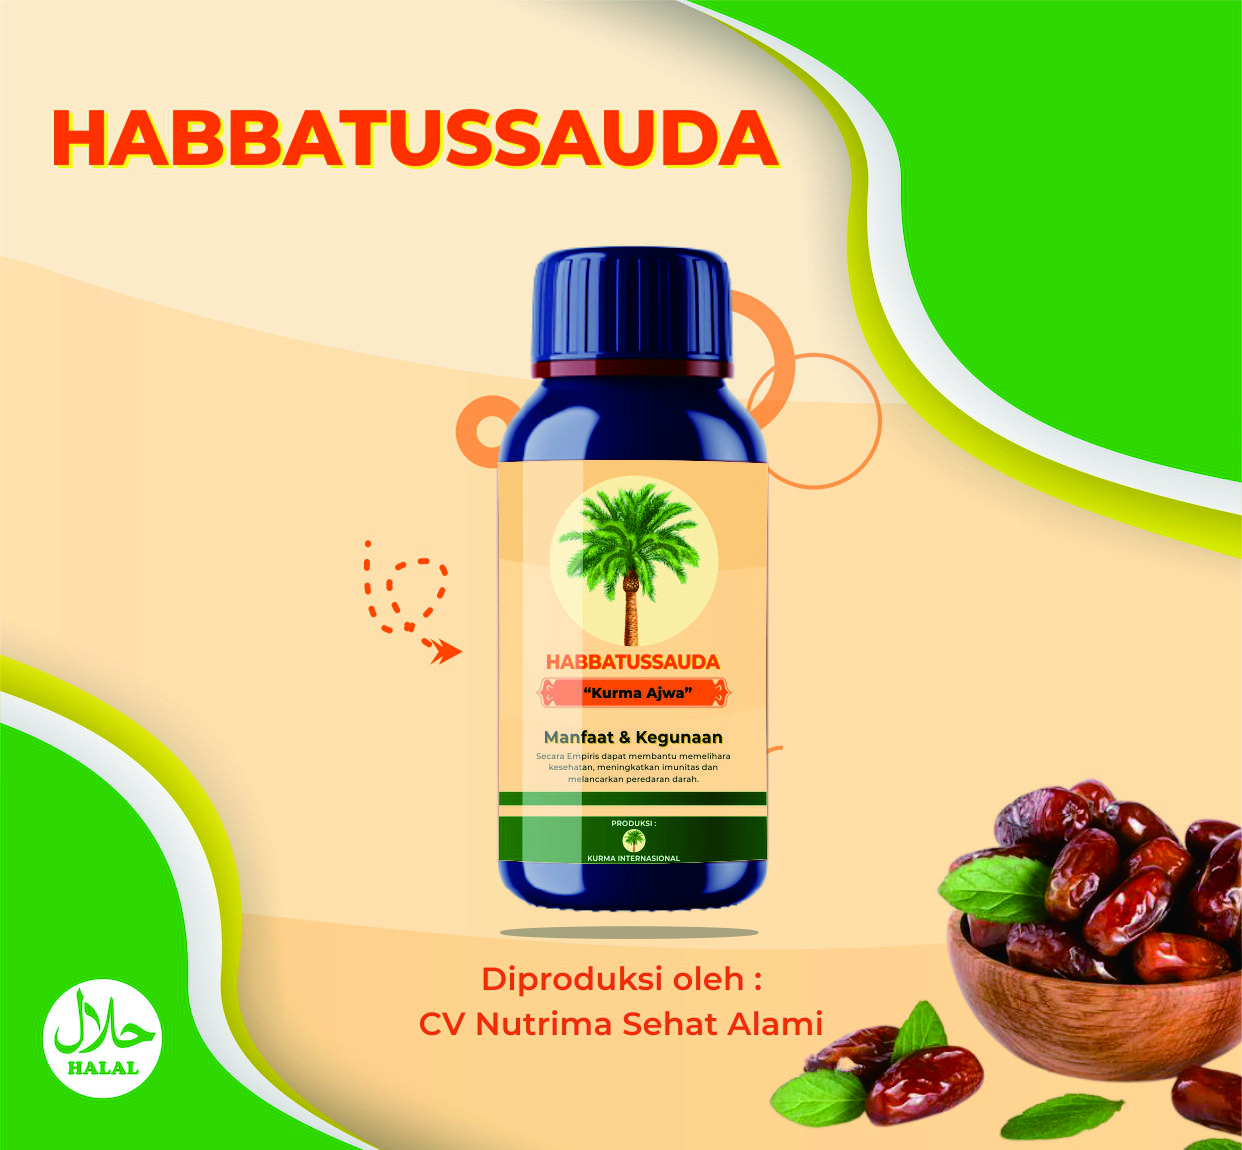 HABBATUSSAUDA
HABBATUSSAUDA
"Kurma Ajwa"
Manfaat & Kegunaan
Secara Empiris dapat membantu memelihara
kesehatan, meningkatkan imunitas dan
melancarkan peredaran darah.
PRODUKSI :
KURMA INTERNASIONAL
Diproduksi oleh :
CV Nutrima Sehat Alami
حلال
HALAL